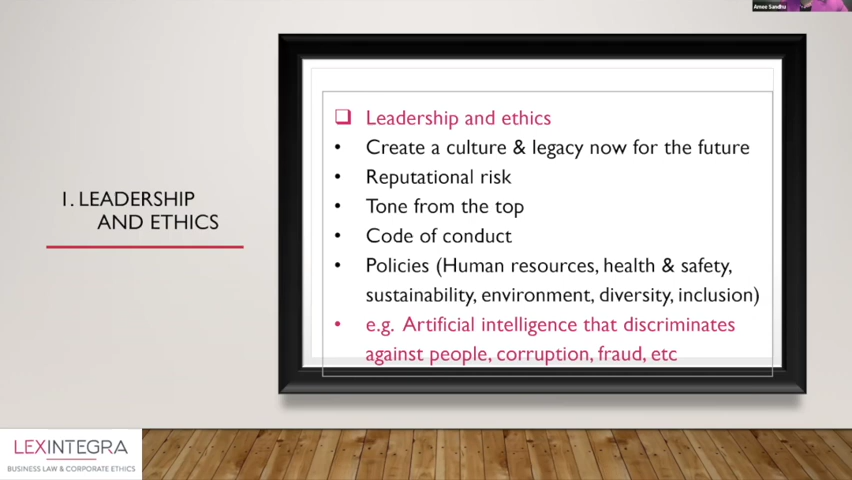 Amee Sandhu
1. LEADERSHIP
AND ETHICS
❑ Leadership and ethics
• Create a culture & legacy now for the future
• Reputational risk
• Tone from the top
• Code of conduct
• Policies (Human resources, health & safety,
sustainability, environment, diversity, inclusion)
• e.g. Artificial intelligence that discriminates
against people, corruption, fraud, etc
LEXINTEGRA
BUSINESS LAW & CORPORATE ETHICS